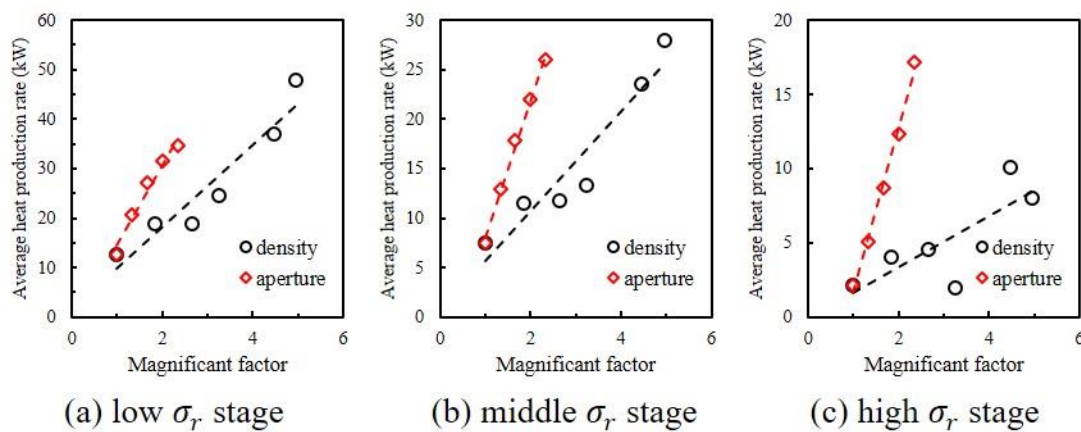 60
50
40
30
20
10
0
0 2 4 6
Average heat production rate (kW)
Magnificant factor
density
aperture
(a) low σr stage
30
25
20
15
10
5
0
0 2 4 6
Average heat production rate (kW)
Magnificant factor
density
aperture
(b) middle σr stage
20
15
10
5
0
0 2 4 6
Average heat production rate (kW)
Magnificant factor
density
aperture
(c) high σr stage